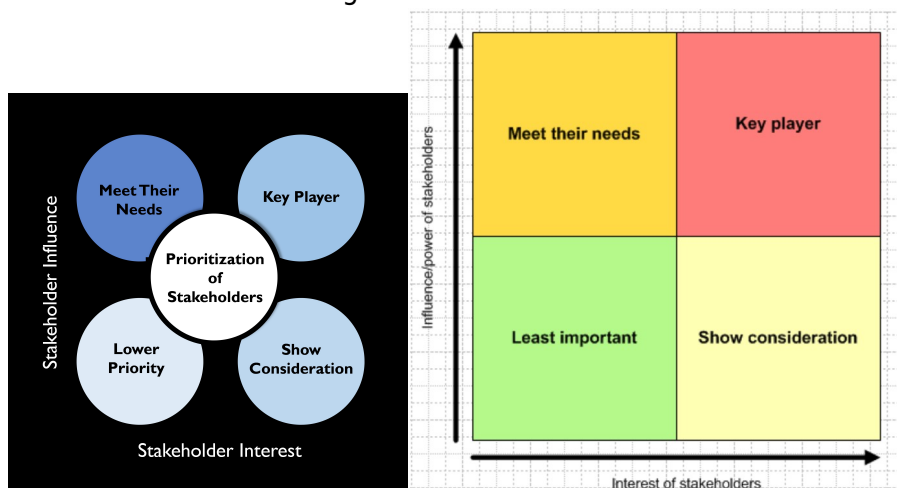 Stakeholder Influence
Meet Their
Needs
Key Player
Prioritization
of
Stakeholders
Lower
Priority
Show
Consideration
Stakeholder Interest
Influence/power of stakeholders
Meet their needs
Key player
Least important
Show consideration
Interest of stakeholders